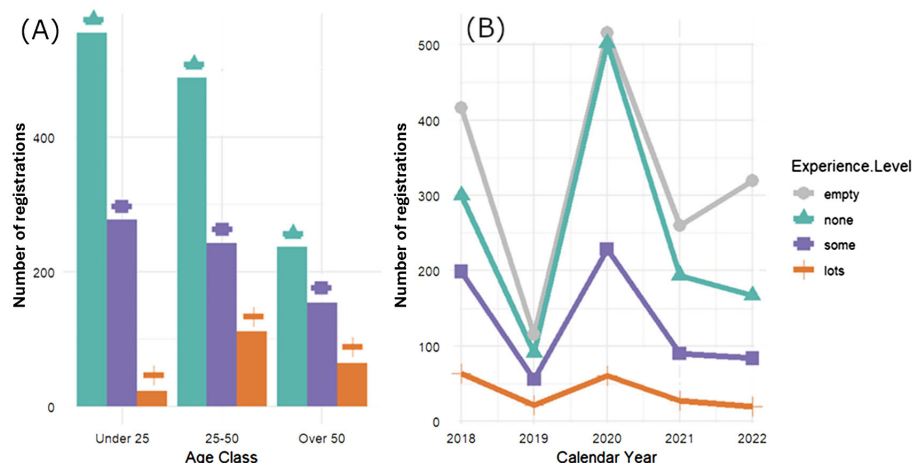 (A)
Number of registrations
400
200
0
Under 25
25-50
Over 50
Age Class
(B)
Number of registrations
500
400
300
200
100
0
2018
2019
2020
2021
2022
Calendar Year
Experience.Level
empty
none
some
lots